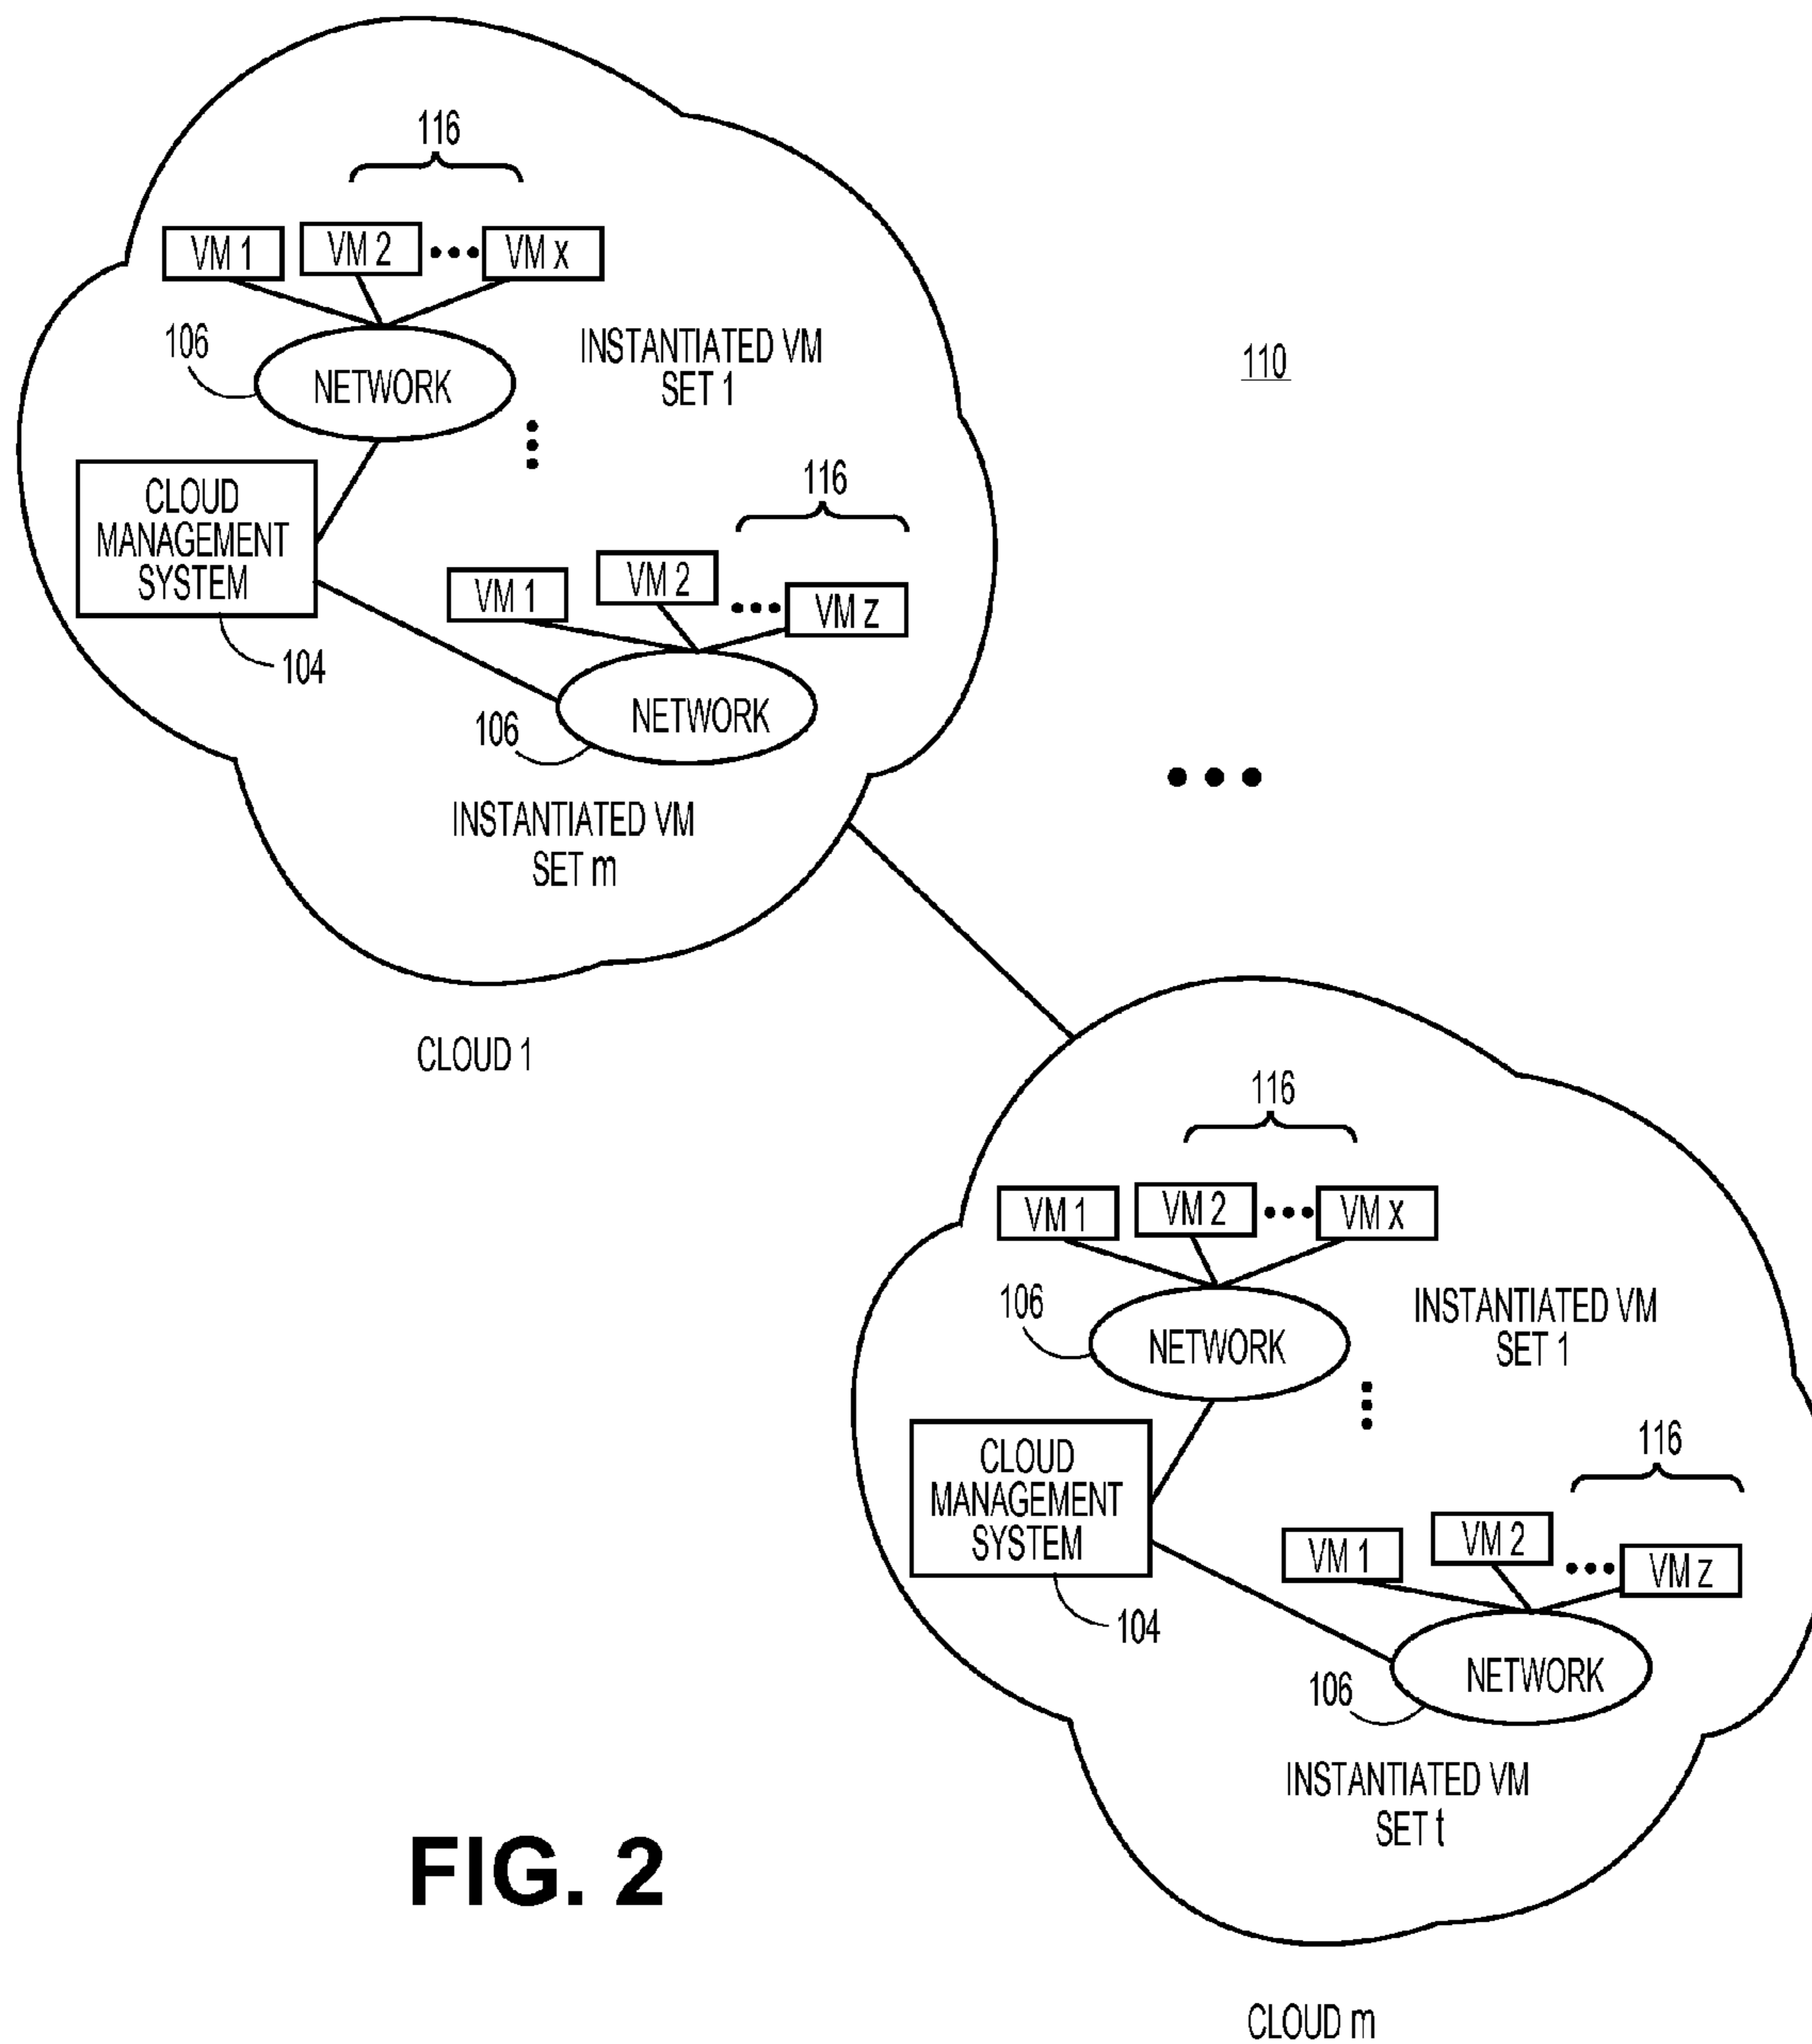 116
VM 1
VM 2
VM x
106
NETWORK
INSTANTIATED VM
SET 1
110
CLOUD
MANAGEMENT
SYSTEM
116
VM 1
VM 2
VM z
104
106
NETWORK
INSTANTIATED VM
SET m
CLOUD 1
116
VM 1
VM 2
VM x
106
NETWORK
INSTANTIATED VM
SET 1
CLOUD
MANAGEMENT
SYSTEM
116
VM 1
VM 2
VM z
104
106
NETWORK
INSTANTIATED VM
SET t
FIG. 2
CLOUD m